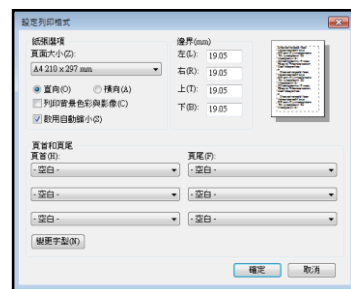 設定列印格式
紙張選項
頁面大小(Z):
A4 210 x 297 mm
直向(O) 橫向(A)
列印背景色彩與影像(C)
啟用自動縮小(S)
邊界(mm)
左(L): 19.05
右(R): 19.05
上(T): 19.05
下(B): 19.05
頁首和頁尾
頁首(H): 頁尾(F):
- 空白 - - 空白 -
- 空白 - - 空白 -
- 空白 - - 空白 -
變更字型(N)
確定 取消